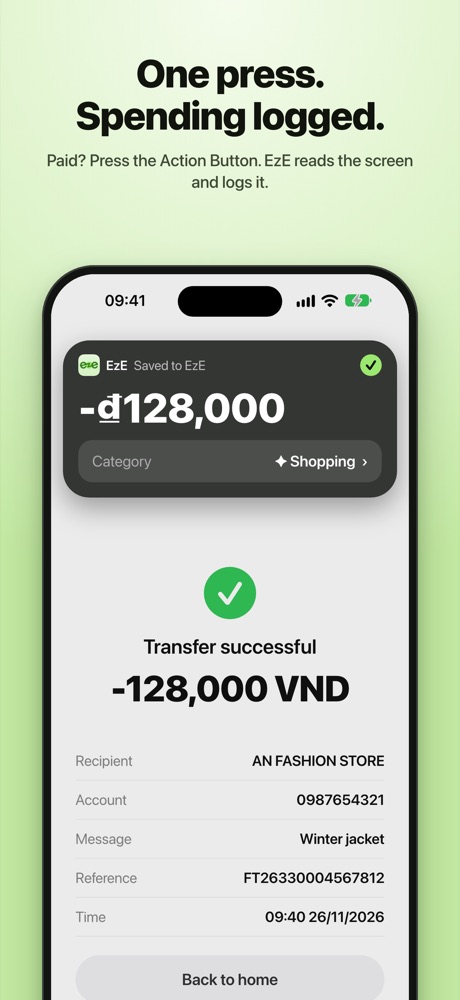 One press.
Spending logged.
Paid? Press the Action Button. EzE reads the screen
and logs it.
09:41
eze EzE Saved to EzE
-₫128,000
Category Shopping ›
Transfer successful
-128,000 VND
Recipient AN FASHION STORE
Account 0987654321
Message Winter jacket
Reference FT26330004567812
Time 09:40 26/11/2026
Back to home